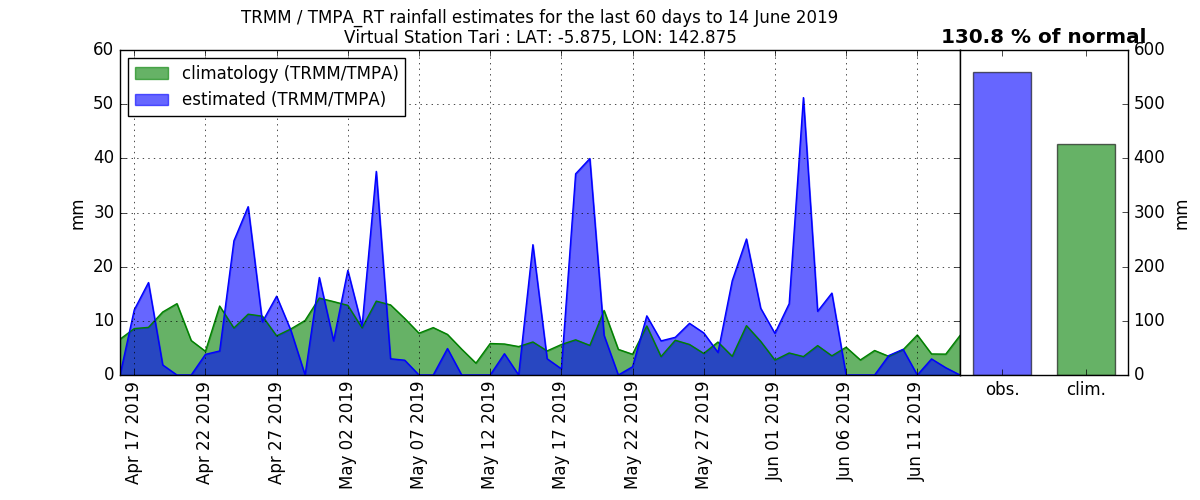 TRMM / TMPA_RT rainfall estimates for the last 60 days to 14 June 2019
Virtual Station Tari : LAT: -5.875, LON: 142.875
130.8 % of normal
climatology (TRMM/TMPA)
estimated (TRMM/TMPA)
60
50
40
30
20
10
0
mm
Apr 17 2019
Apr 22 2019
Apr 27 2019
May 02 2019
May 07 2019
May 12 2019
May 17 2019
May 22 2019
May 27 2019
Jun 01 2019
Jun 06 2019
Jun 11 2019
600
500
400
300
200
100
0
mm
obs.
clim.